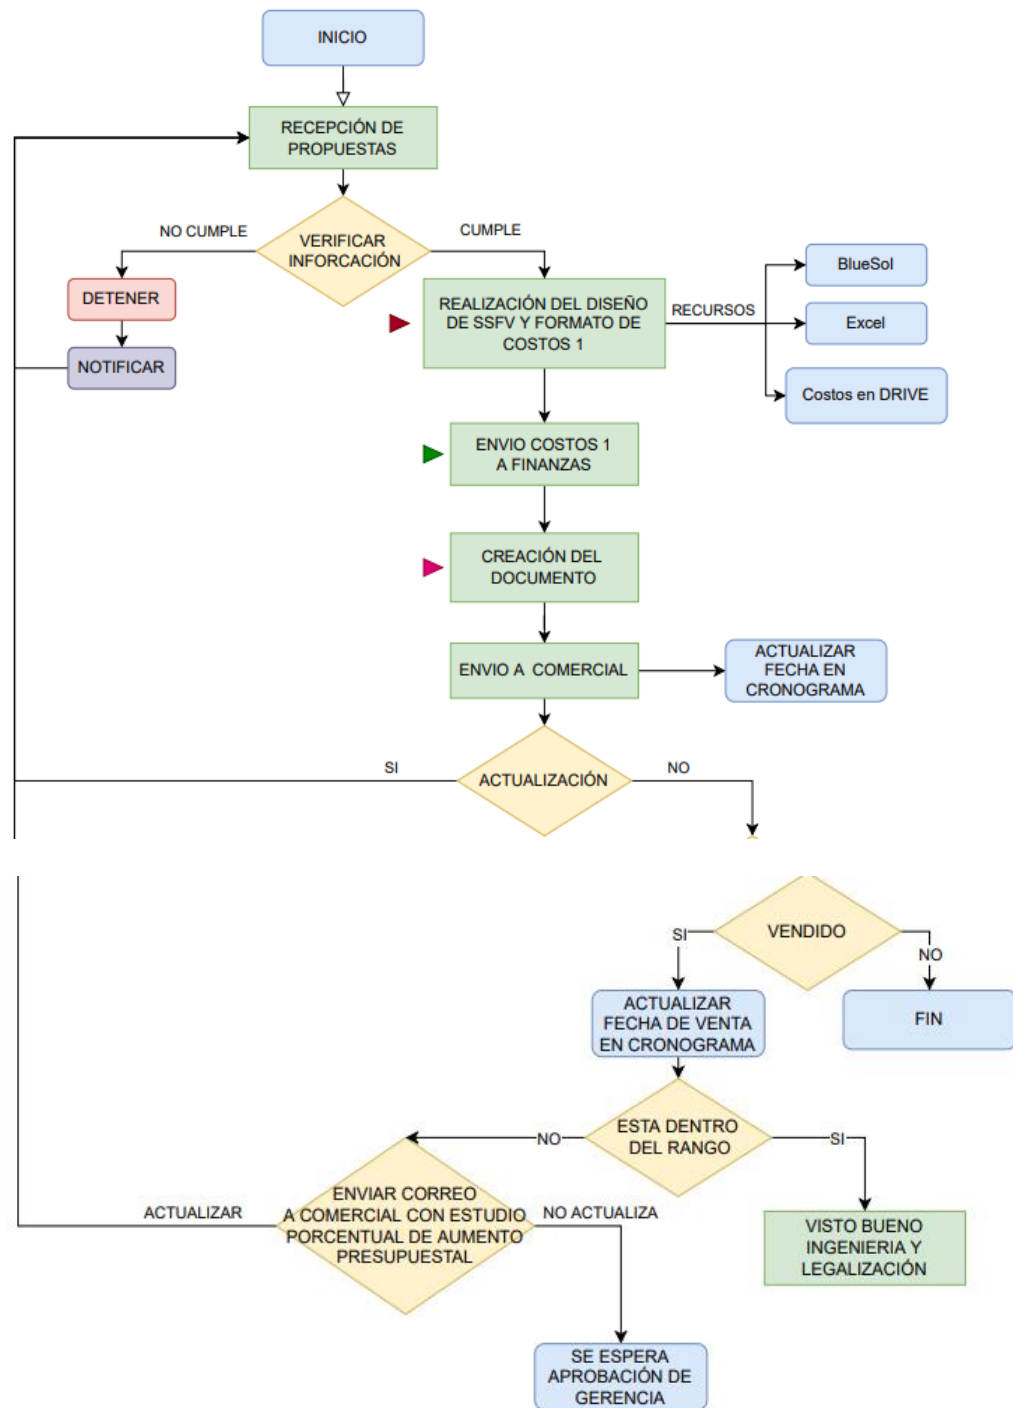 INICIO
RECEPCIÓN DE
PROPUESTAS
NO CUMPLE
VERIFICAR
INFORCACIÓN
CUMPLE
DETENER
NOTIFICAR
REALIZACIÓN DEL DISEÑO
DE SSFV Y FORMATO DE
COSTOS 1
RECURSOS
BlueSol
Excel
Costos en DRIVE
ENVIO COSTOS 1
A FINANZAS
CREACIÓN DEL
DOCUMENTO
ENVIO A COMERCIAL
ACTUALIZAR
FECHA EN
CRONOGRAMA
SI
ACTUALIZACIÓN
NO
VENDIDO
SI
NO
ACTUALIZAR
FECHA DE VENTA
EN CRONOGRAMA
FIN
ESTA DENTRO
DEL RANGO
NO
SI
ACTUALIZAR
ENVIAR CORREO
A COMERCIAL CON ESTUDIO
PORCENTUAL DE AUMENTO
PRESUPUESTAL
NO ACTUALIZA
VISTO BUENO
INGENIERIA Y
LEGALIZACIÓN
SE ESPERA
APROBACIÓN DE
GERENCIA